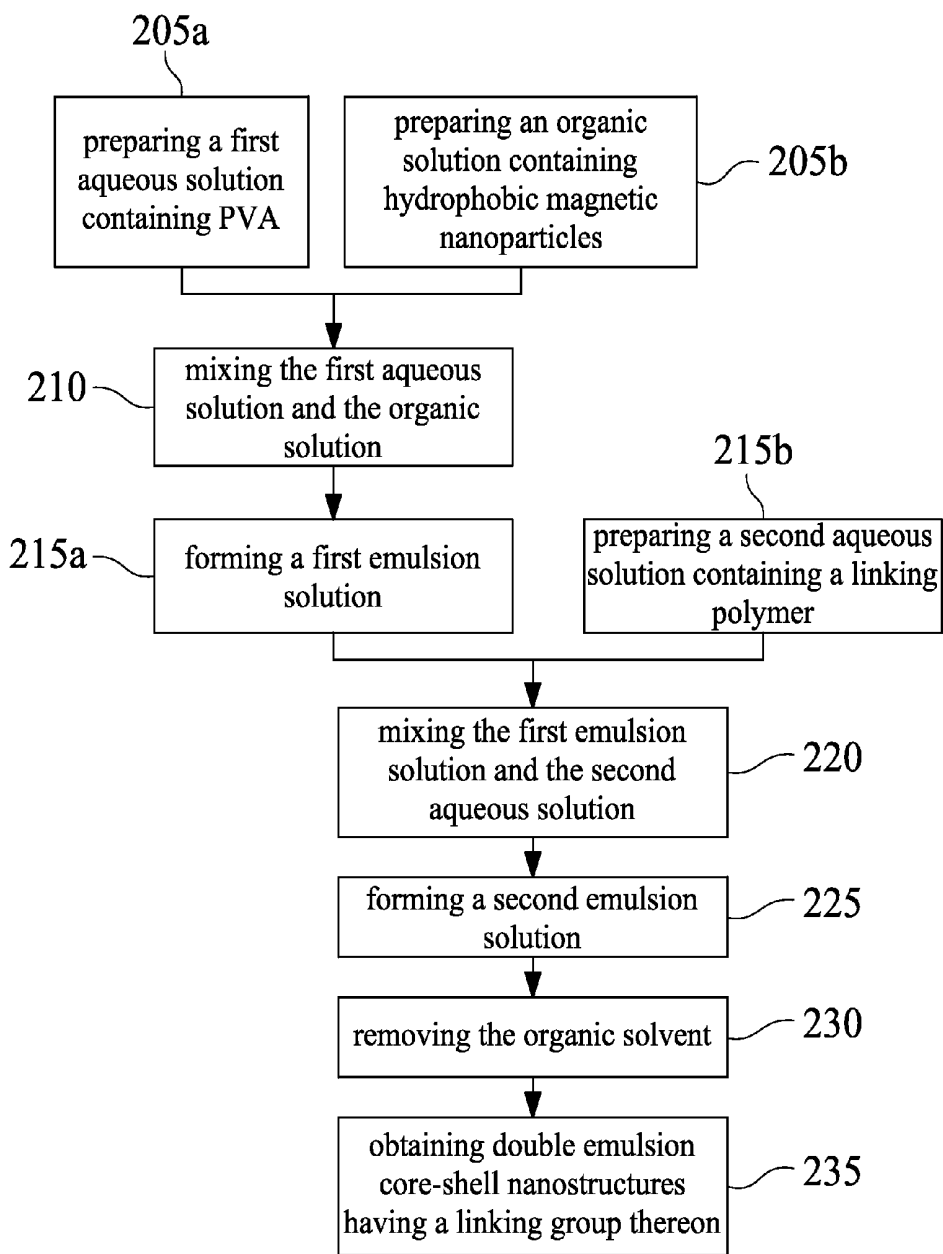 205a
preparing a first
aqueous solution
containing PVA
preparing an organic
solution containing
hydrophobic magnetic
nanoparticles
205b
210
mixing the first aqueous
solution and the organic
solution
215a
forming a first emulsion
solution
215b
preparing a second aqueous
solution containing a linking
polymer
mixing the first emulsion
solution and the second
aqueous solution
220
forming a second emulsion
solution
225
removing the organic solvent
230
obtaining double emulsion
core-shell nanostructures
having a linking group thereon
235